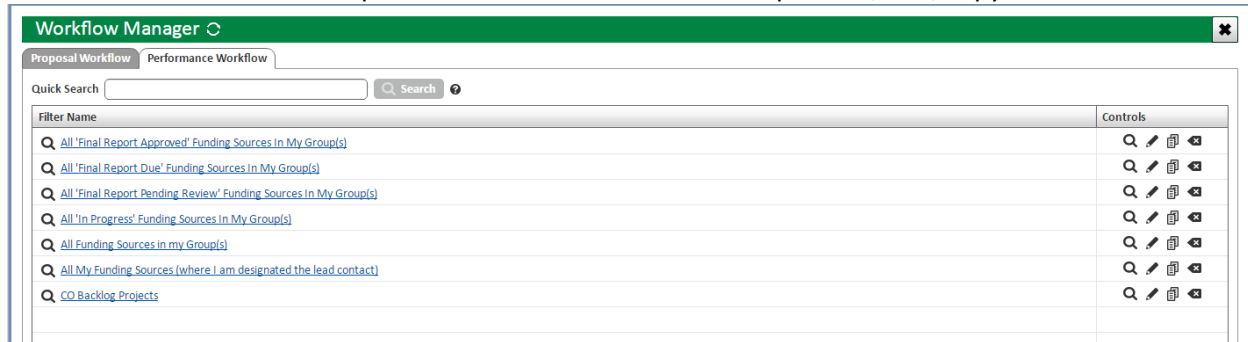 Workflow Manager
Proposal Workflow Performance Workflow
Quick Search Search
Filter Name Controls
All 'Final Report Approved' Funding Sources In My Group(s)
All 'Final Report Due' Funding Sources In My Group(s)
All 'Final Report Pending Review' Funding Sources In My Group(s)
All 'In Progress' Funding Sources In My Group(s)
All Funding Sources in my Group(s)
All My Funding Sources (where I am designated the lead contact)
CO Backlog Projects